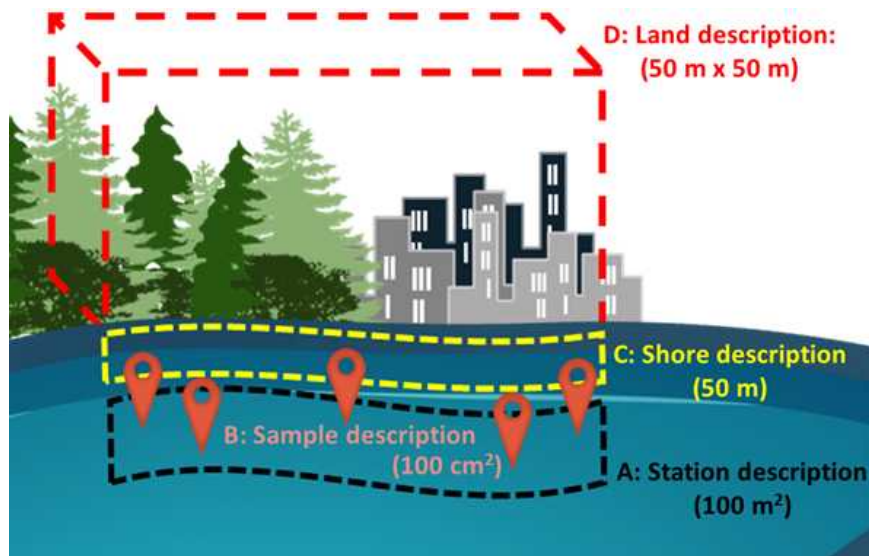 D: Land description:
(50 m x 50 m)
C: Shore description
(50 m)
B: Sample description
(100 cm²)
A: Station description
(100 m²)